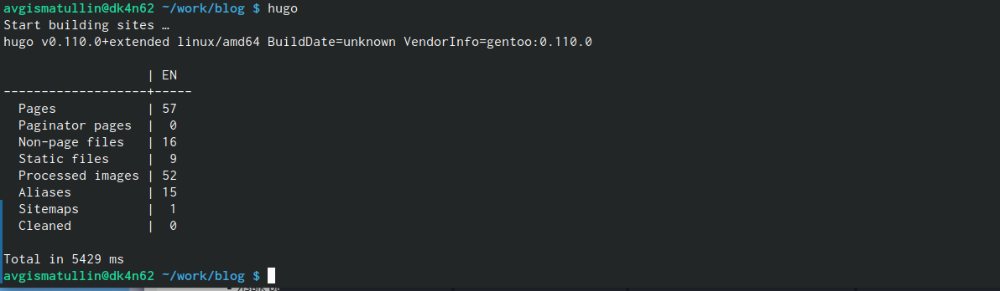 avgismatullin@dk4n62 ~/work/blog $ hugo
Start building sites …
hugo v0.110.0+extended linux/amd64 BuildDate=unknown VendorInfo=gentoo:0.110.0
                   | EN
-------------------+-----
  Pages            | 57
  Paginator pages  |  0
  Non-page files   | 16
  Static files     |  9
  Processed images | 52
  Aliases          | 15
  Sitemaps         |  1
  Cleaned          |  0
Total in 5429 ms
avgismatullin@dk4n62 ~/work/blog $